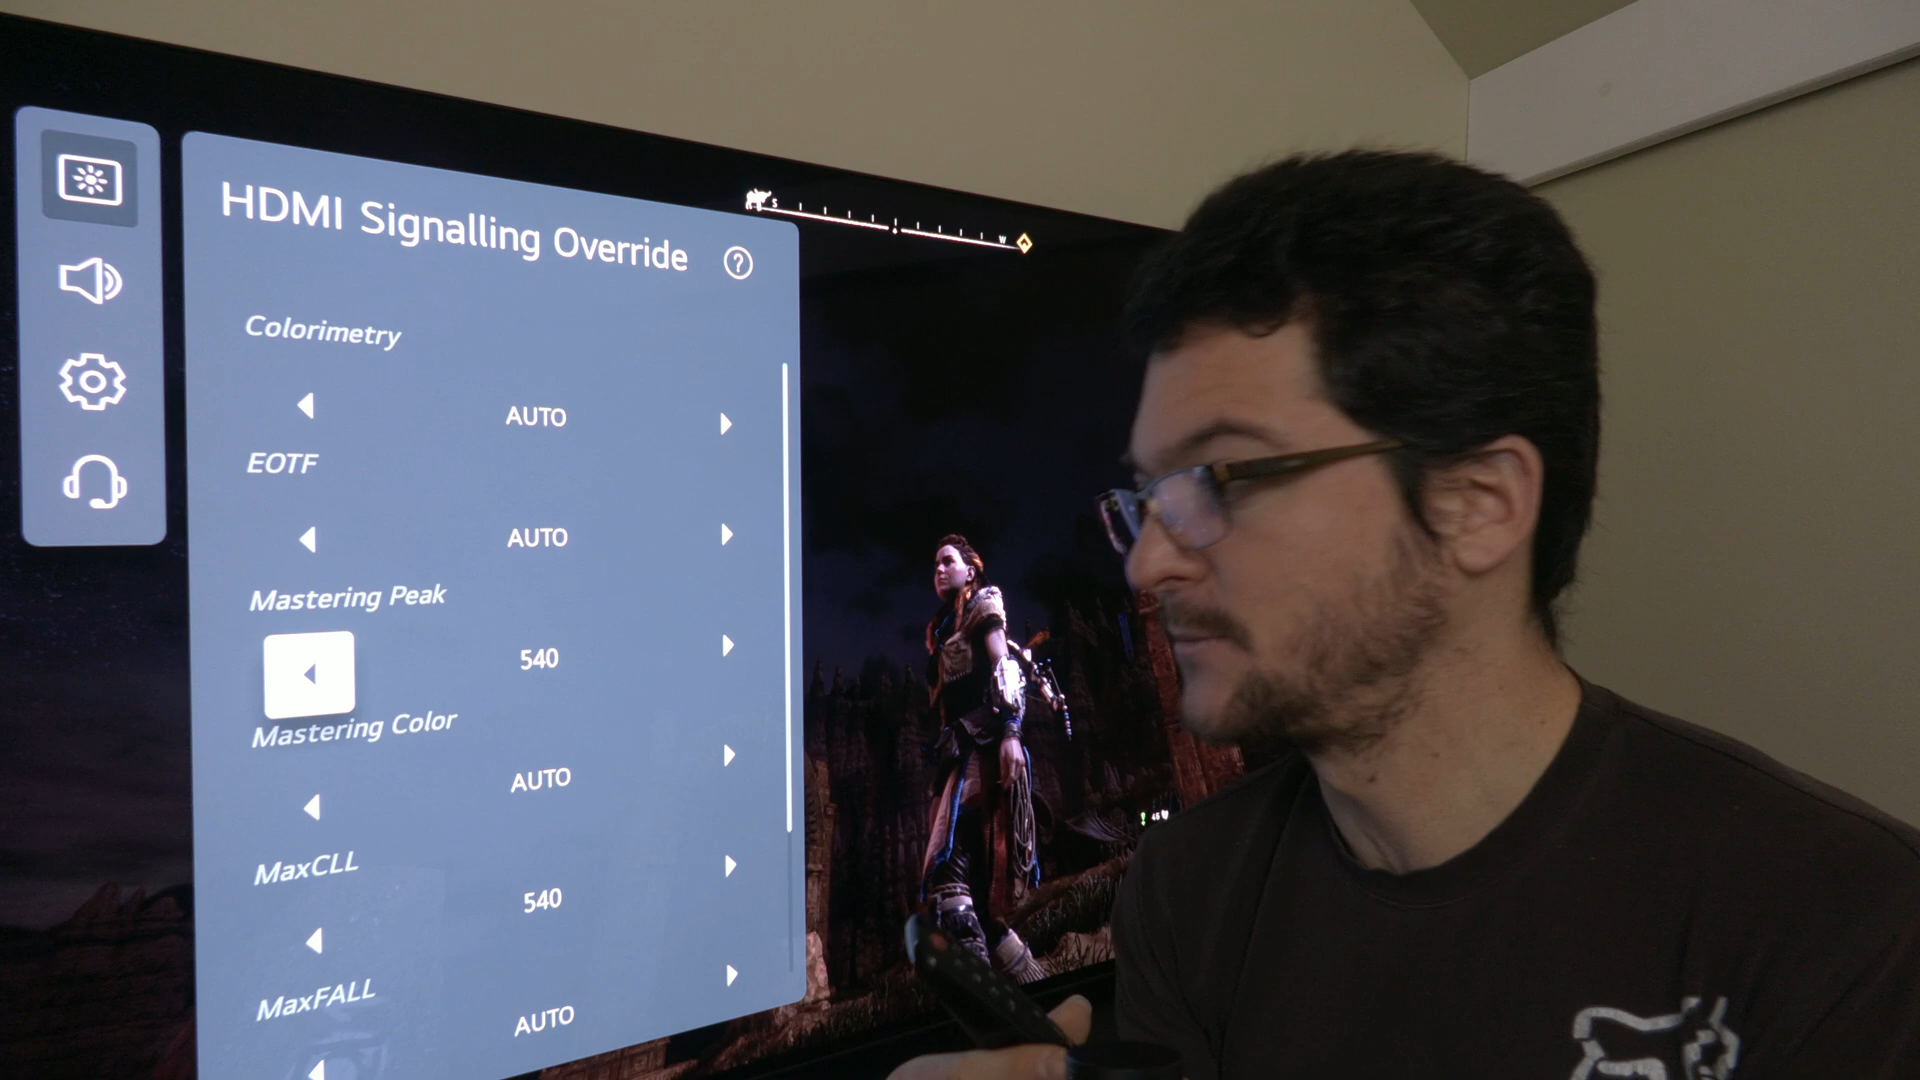 HDMI Signalling Override ?
S
W
Colorimetry
AUTO
EOTF
AUTO
Mastering Peak
540
Mastering Color
AUTO
MaxCLL
540
MaxFALL
AUTO